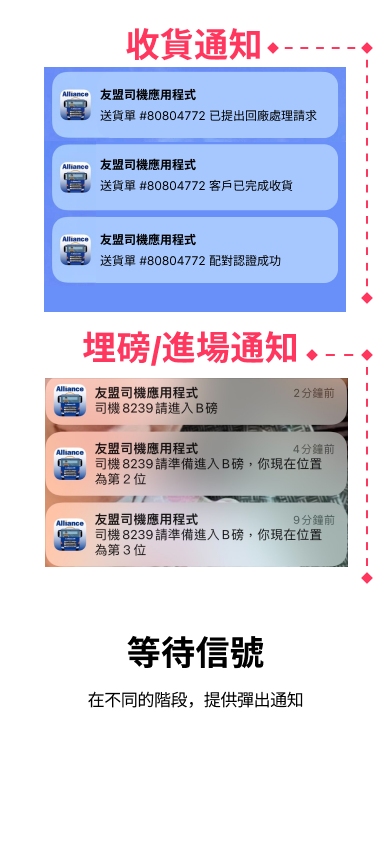 收貨通知
Alliance
友盟司機應用程式
送貨單 #80804772 已提出回廠處理請求
Alliance
友盟司機應用程式
送貨單 #80804772 客戶已完成收貨
Alliance
友盟司機應用程式
送貨單 #80804772 配對認證成功
埋磅/進場通知
Alliance
友盟司機應用程式
2分鐘前
司機 8239 請進入 B 磅
Alliance
友盟司機應用程式
4分鐘前
司機 8239 請準備進入 B 磅，你現在位置
為第 2 位
Alliance
友盟司機應用程式
9分鐘前
司機 8239 請準備進入 B 磅，你現在位置
為第 3 位
等待信號
在不同的階段，提供彈出通知